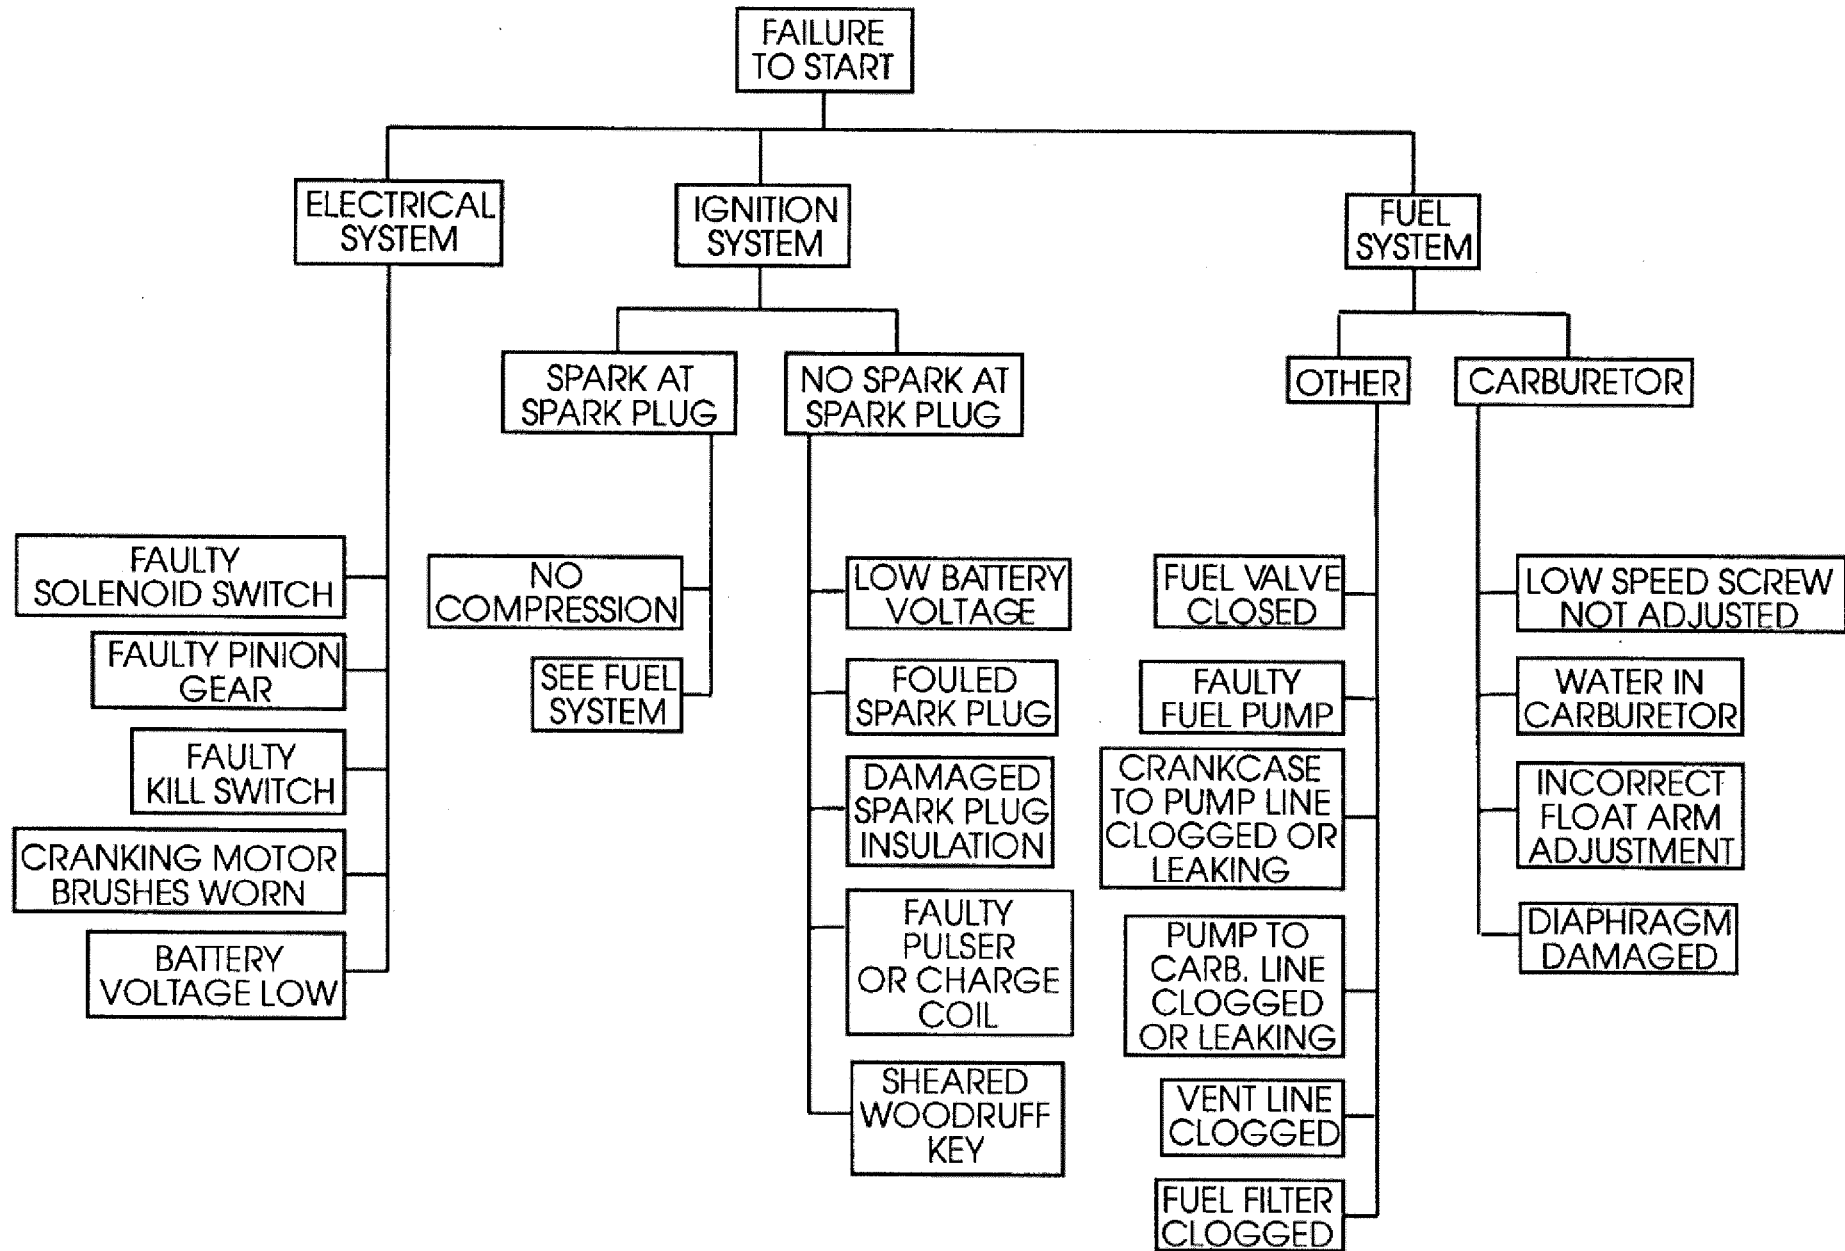 FAILURE
TO START
ELECTRICAL
SYSTEM
IGNITION
SYSTEM
FUEL
SYSTEM
SPARK AT
SPARK PLUG
NO SPARK AT
SPARK PLUG
OTHER
CARBURETOR
FAULTY
SOLENOID SWITCH
FAULTY PINION
GEAR
FAULTY
KILL SWITCH
CRANKING MOTOR
BRUSHES WORN
BATTERY
VOLTAGE LOW
NO
COMPRESSION
SEE FUEL
SYSTEM
LOW BATTERY
VOLTAGE
FOULED
SPARK PLUG
DAMAGED
SPARK PLUG
INSULATION
FAULTY
PULSER
OR CHARGE
COIL
SHEARED
WOODRUFF
KEY
FUEL VALVE
CLOSED
FAULTY
FUEL PUMP
CRANKCASE
TO PUMP LINE
CLOGGED OR
LEAKING
PUMP TO
CARB. LINE
CLOGGED
OR LEAKING
VENT LINE
CLOGGED
FUEL FILTER
CLOGGED
LOW SPEED SCREW
NOT ADJUSTED
WATER IN
CARBURETOR
INCORRECT
FLOAT ARM
ADJUSTMENT
DIAPHRAGM
DAMAGED